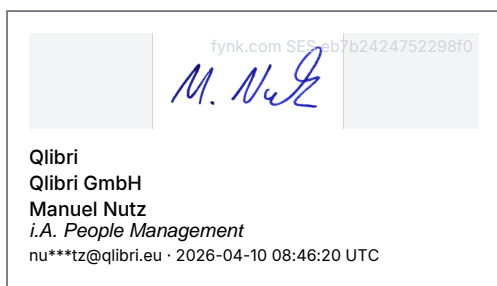 fynk.com SES eb7b2424752298f0
M. Nutz
Qlibri
Qlibri GmbH
Manuel Nutz
i.A. People Management
nu***tz@qlibri.eu · 2026-04-10 08:46:20 UTC